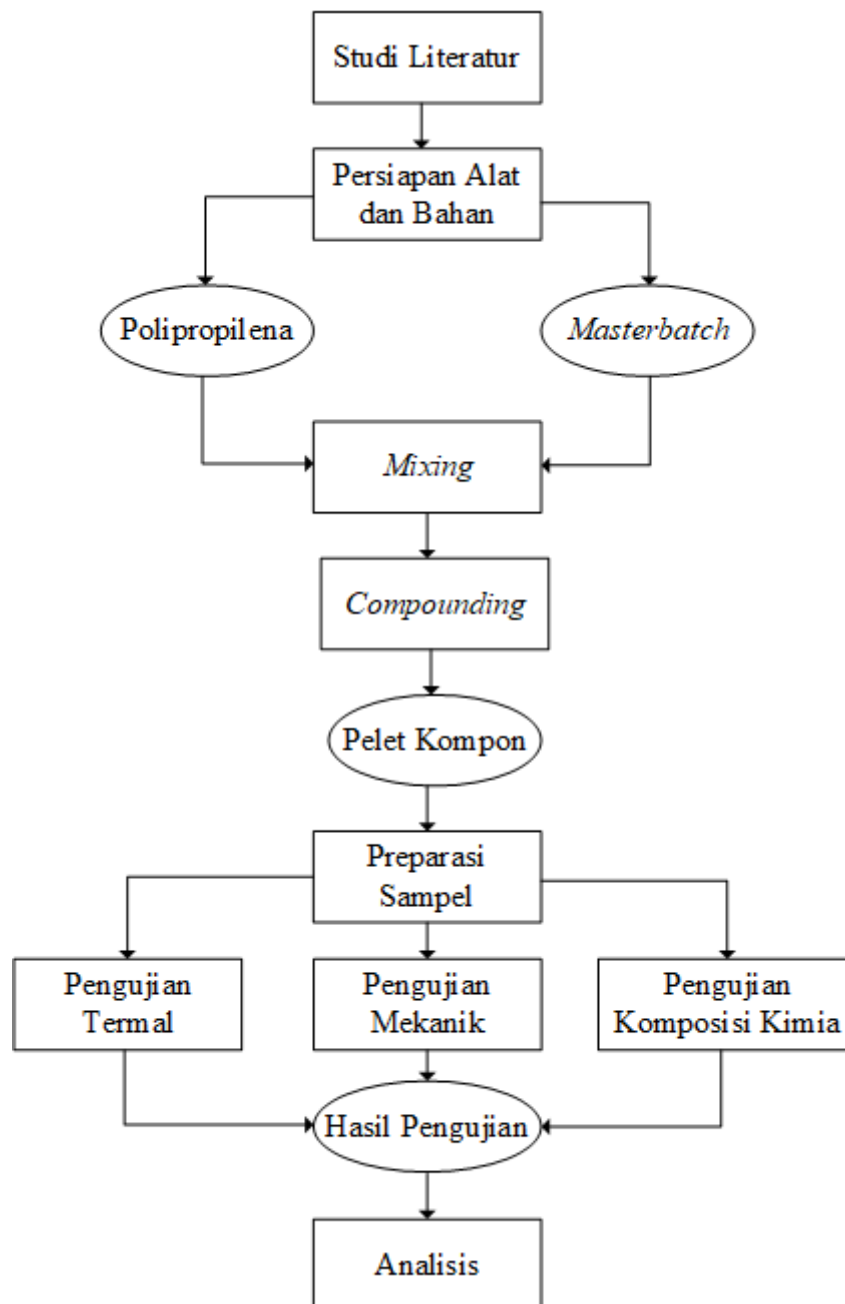 Studi Literatur
Persiapan Alat
dan Bahan
Polipropilena
Masterbatch
Mixing
Compounding
Pelet Kompon
Preparasi
Sampel
Pengujian
Termal
Pengujian
Mekanik
Pengujian
Komposisi Kimia
Hasil Pengujian
Analisis